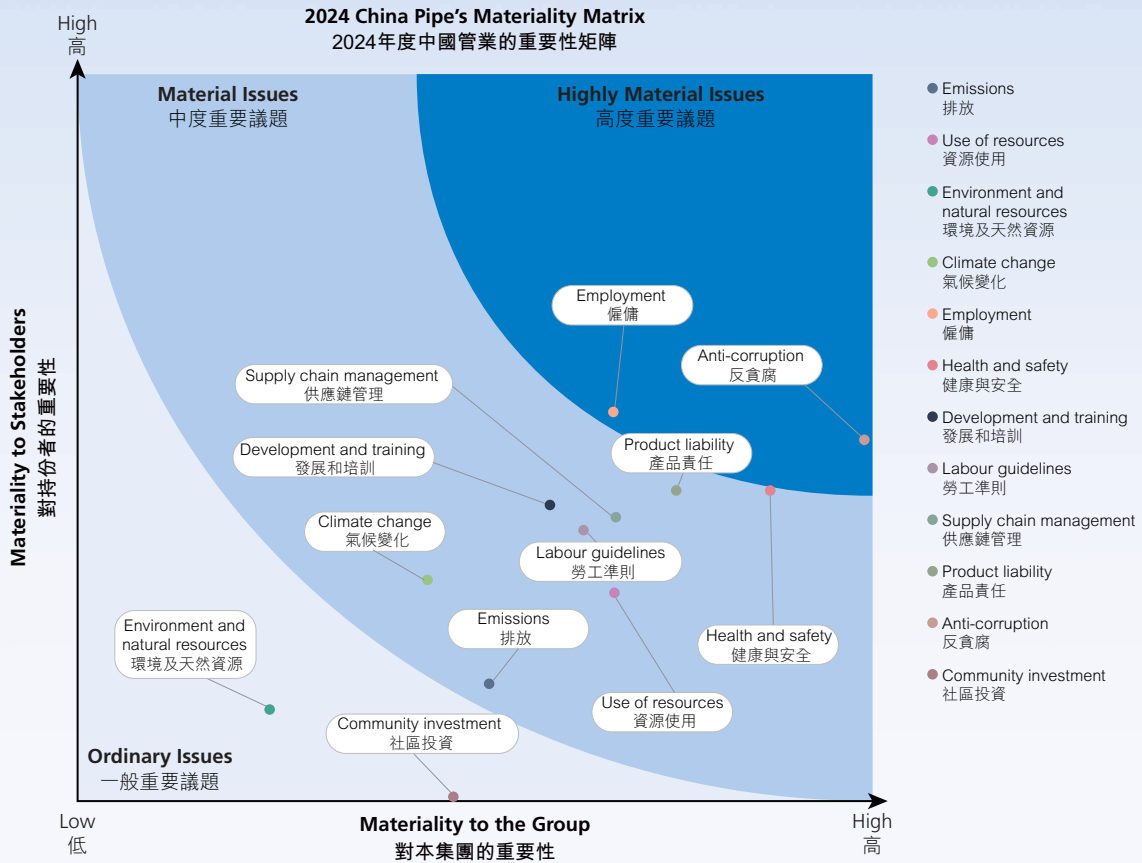 2024 China Pipe's Materiality Matrix
2024年度中國管業的重要性矩陣
High
高
Materiality to Stakeholders
對持份者的重要性
Material Issues
中度重要議題
Highly Material Issues
高度重要議題
Employment
僱傭
Anti-corruption
反貪腐
Supply chain management
供應鏈管理
Product liability
產品責任
Development and training
發展和培訓
Climate change
氣候變化
Labour guidelines
勞工準則
Emissions
排放
Environment and
natural resources
環境及天然資源
Health and safety
健康與安全
Use of resources
資源使用
Community investment
社區投資
Ordinary Issues
一般重要議題
Low
低
Materiality to the Group
對本集團的重要性
High
高
Emissions
排放
Use of resources
資源使用
Environment and
natural resources
環境及天然資源
Climate change
氣候變化
Employment
僱傭
Health and safety
健康與安全
Development and training
發展和培訓
Labour guidelines
勞工準則
Supply chain management
供應鏈管理
Product liability
產品責任
Anti-corruption
反貪腐
Community investment
社區投資